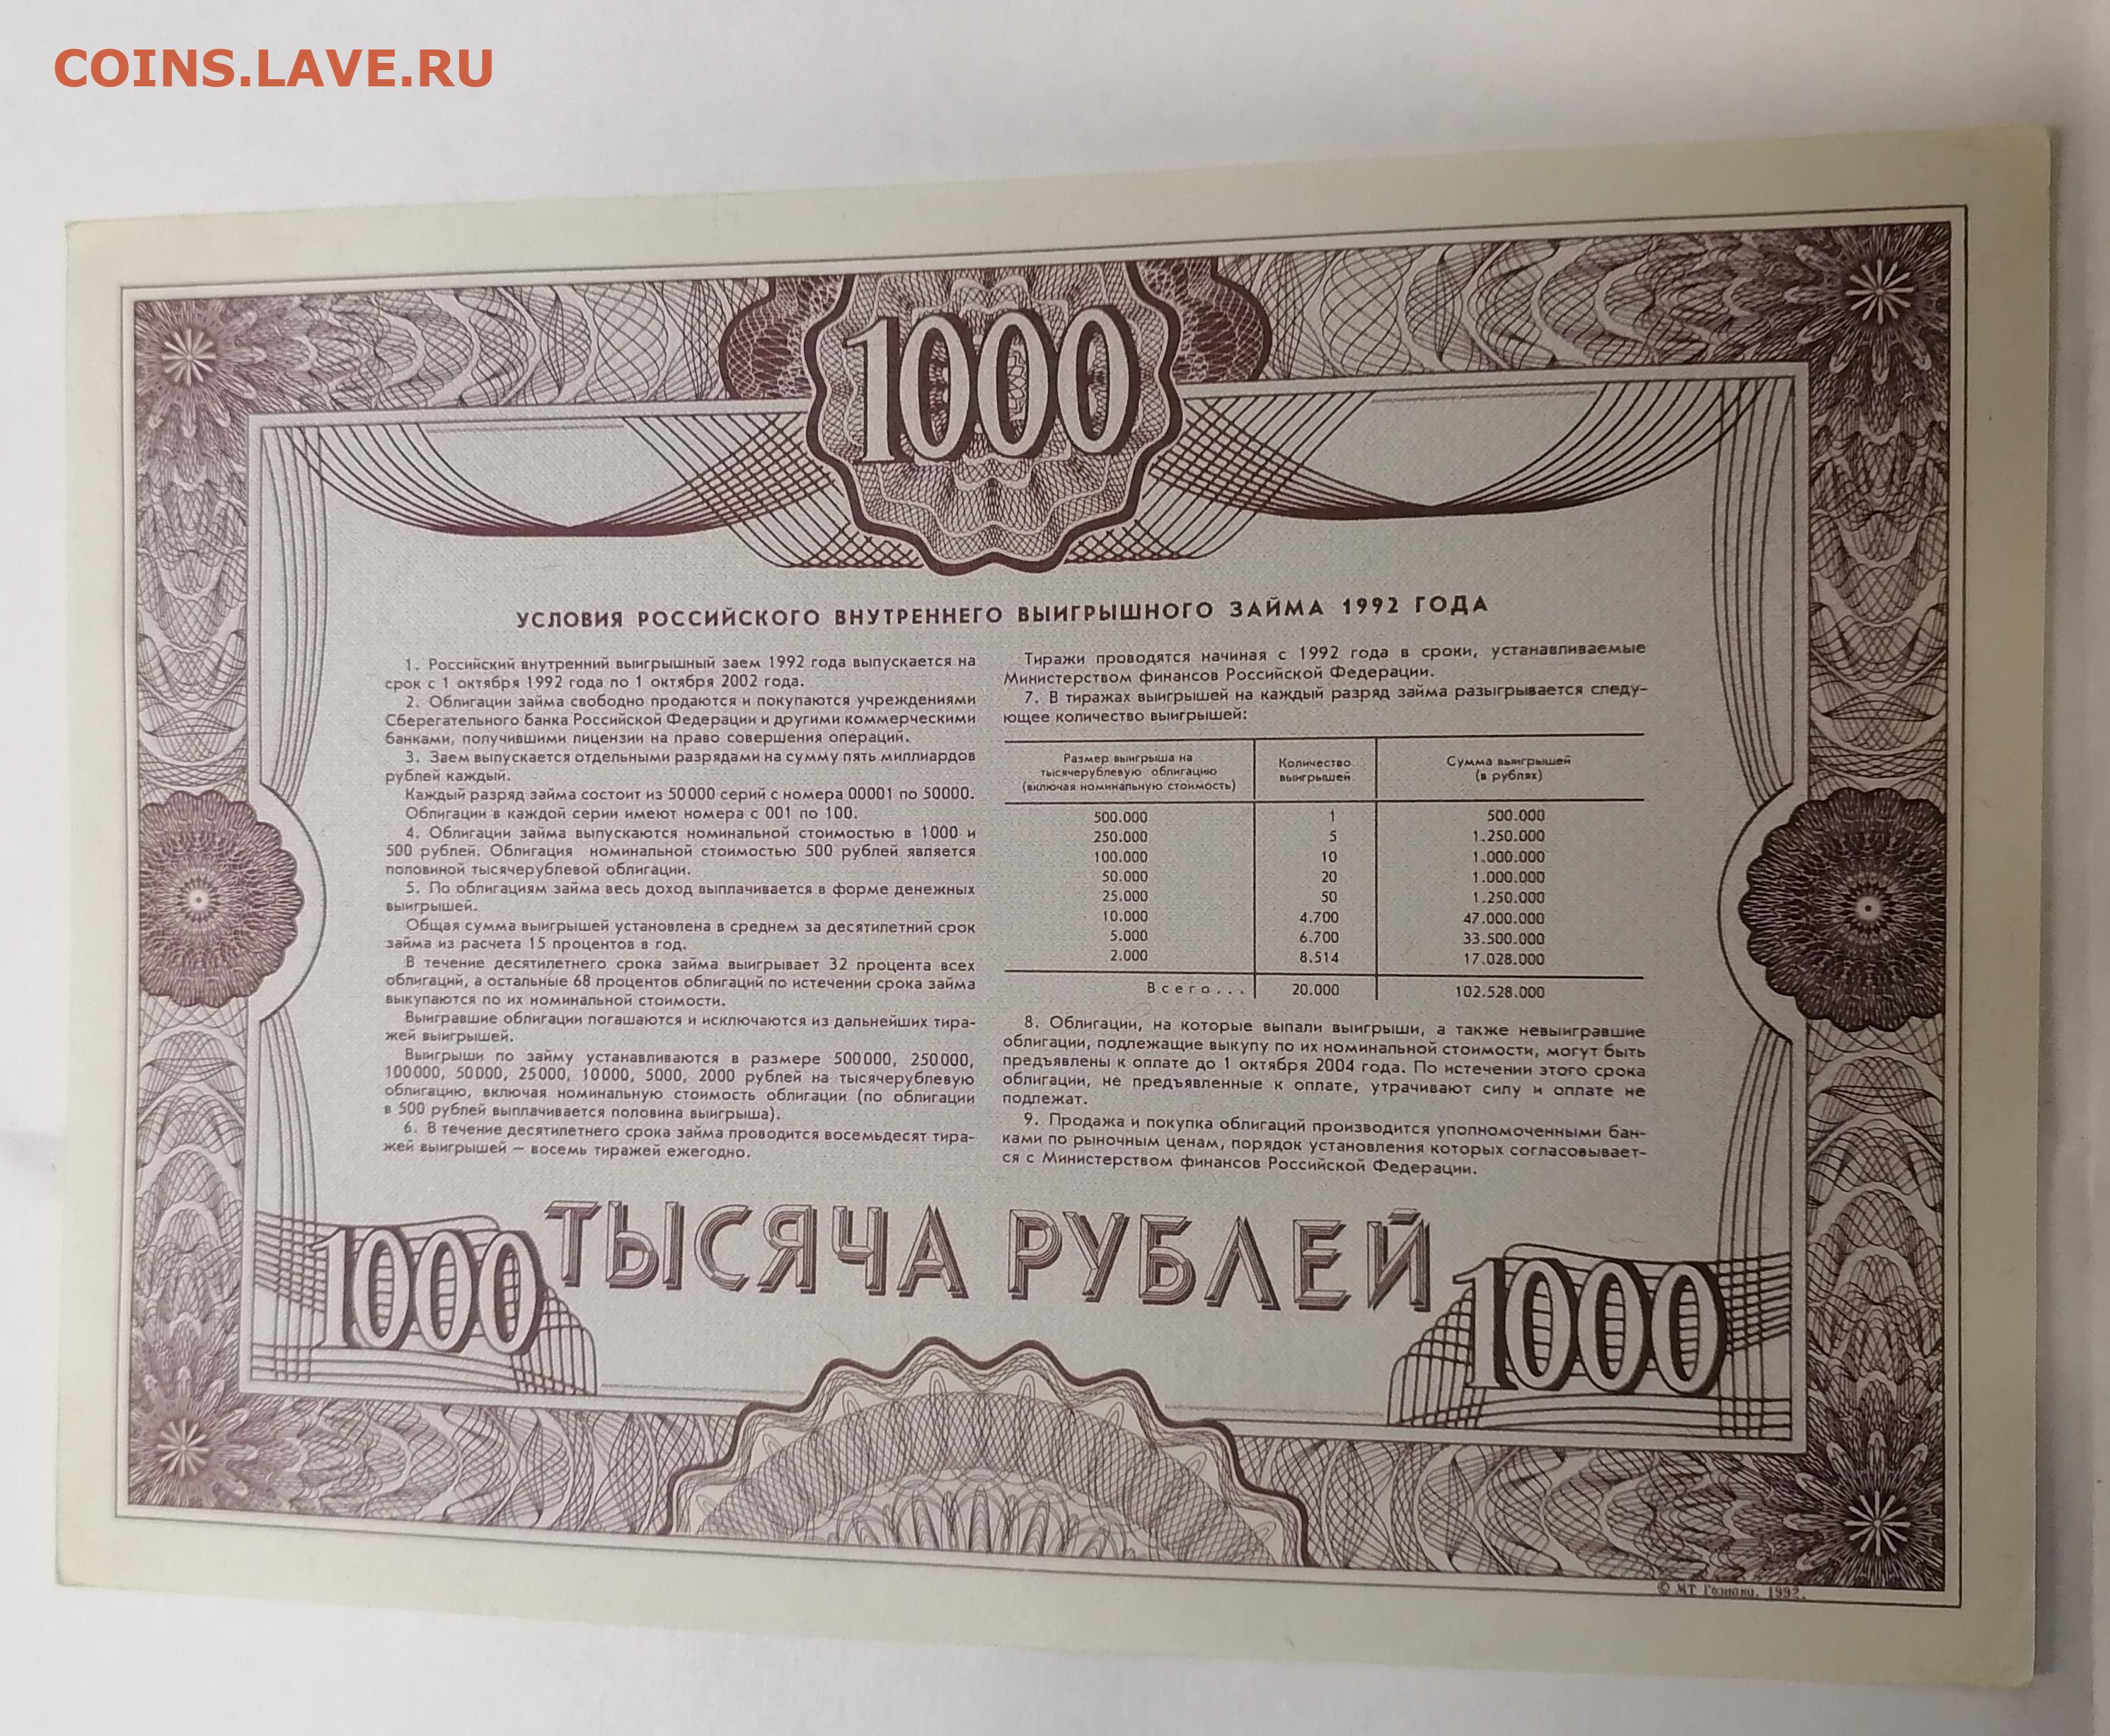 COINS.LAVE.RU
1000
УСЛОВИЯ РОССИЙСКОГО ВНУТРЕННЕГО ВЫИГРЫШНОГО ЗАЙМА 1992 ГОДА
1. Российский внутренний выигрышный заем 1992 года выпускается на
срок с 1 октября 1992 года по 1 октября 2002 года.
2. Облигации займа свободно продаются и покупаются учреждениями
Сберегательного банка Российской Федерации и другими коммерческими
банками, получившими лицензии на право совершения операций.
3. Заем выпускается отдельными разрядами на сумму пять миллиардов
рублей каждый.
Каждый разряд займа состоит из 50000 серий с номера 00001 по 50000.
Облигации в каждой серии имеют номера с 001 по 100.
4. Облигации займа выпускаются номинальной стоимостью в 1000 и
500 рублей. Облигация номинальной стоимостью 500 рублей является
половиной тысячерублевой облигации.
5. По облигациям займа весь доход выплачивается в форме денежных
выигрышей.
Общая сумма выигрышей установлена в среднем за десятилетний срок
займа из расчета 15 процентов в год.
В течение десятилетнего срока займа выигрывает 32 процента всех
облигаций, а остальные 68 процентов облигаций по истечении срока займа
выкупаются по их номинальной стоимости.
Выигравшие облигации погашаются и исключаются из дальнейших тира-
жей выигрышей.
Выигрыши по займу устанавливаются в размере 500000, 250000,
100000, 50000, 25000, 10000, 5000, 2000 рублей на тысячерублевую
облигацию, включая номинальную стоимость облигации (по облигации
в 500 рублей выплачивается половина выигрыша).
6. В течение десятилетнего срока займа проводится восемьдесят тира-
жей выигрышей — восемь тиражей ежегодно.
Тиражи проводятся начиная с 1992 года в сроки, устанавливаемые
Министерством финансов Российской Федерации.
7. В тиражах выигрышей на каждый разряд займа разыгрывается следу-
ющее количество выигрышей:
Размер выигрыша на тысячерублевую облигацию (включая номинальную стоимость) Количество выигрышей Сумма выигрышей (в рублях)
500.000 1 500.000
250.000 5 1.250.000
100.000 10 1.000.000
50.000 20 1.000.000
25.000 50 1.250.000
10.000 4.700 47.000.000
5.000 6.700 33.500.000
2.000 8.514 17.028.000
Всего... 20.000 102.528.000
8. Облигации, на которые выпали выигрыши, а также невыигравшие
облигации, подлежащие выкупу по их номинальной стоимости, могут быть
предъявлены к оплате до 1 октября 2004 года. По истечении этого срока
облигации, не предъявленные к оплате, утрачивают силу и оплате не
подлежат.
9. Продажа и покупка облигаций производится уполномоченными бан-
ками по рыночным ценам, порядок установления которых согласовывает-
ся с Министерством финансов Российской Федерации.
ТЫСЯЧА РУБЛЕЙ
1000
1000
© МТ Гознака. 1992.